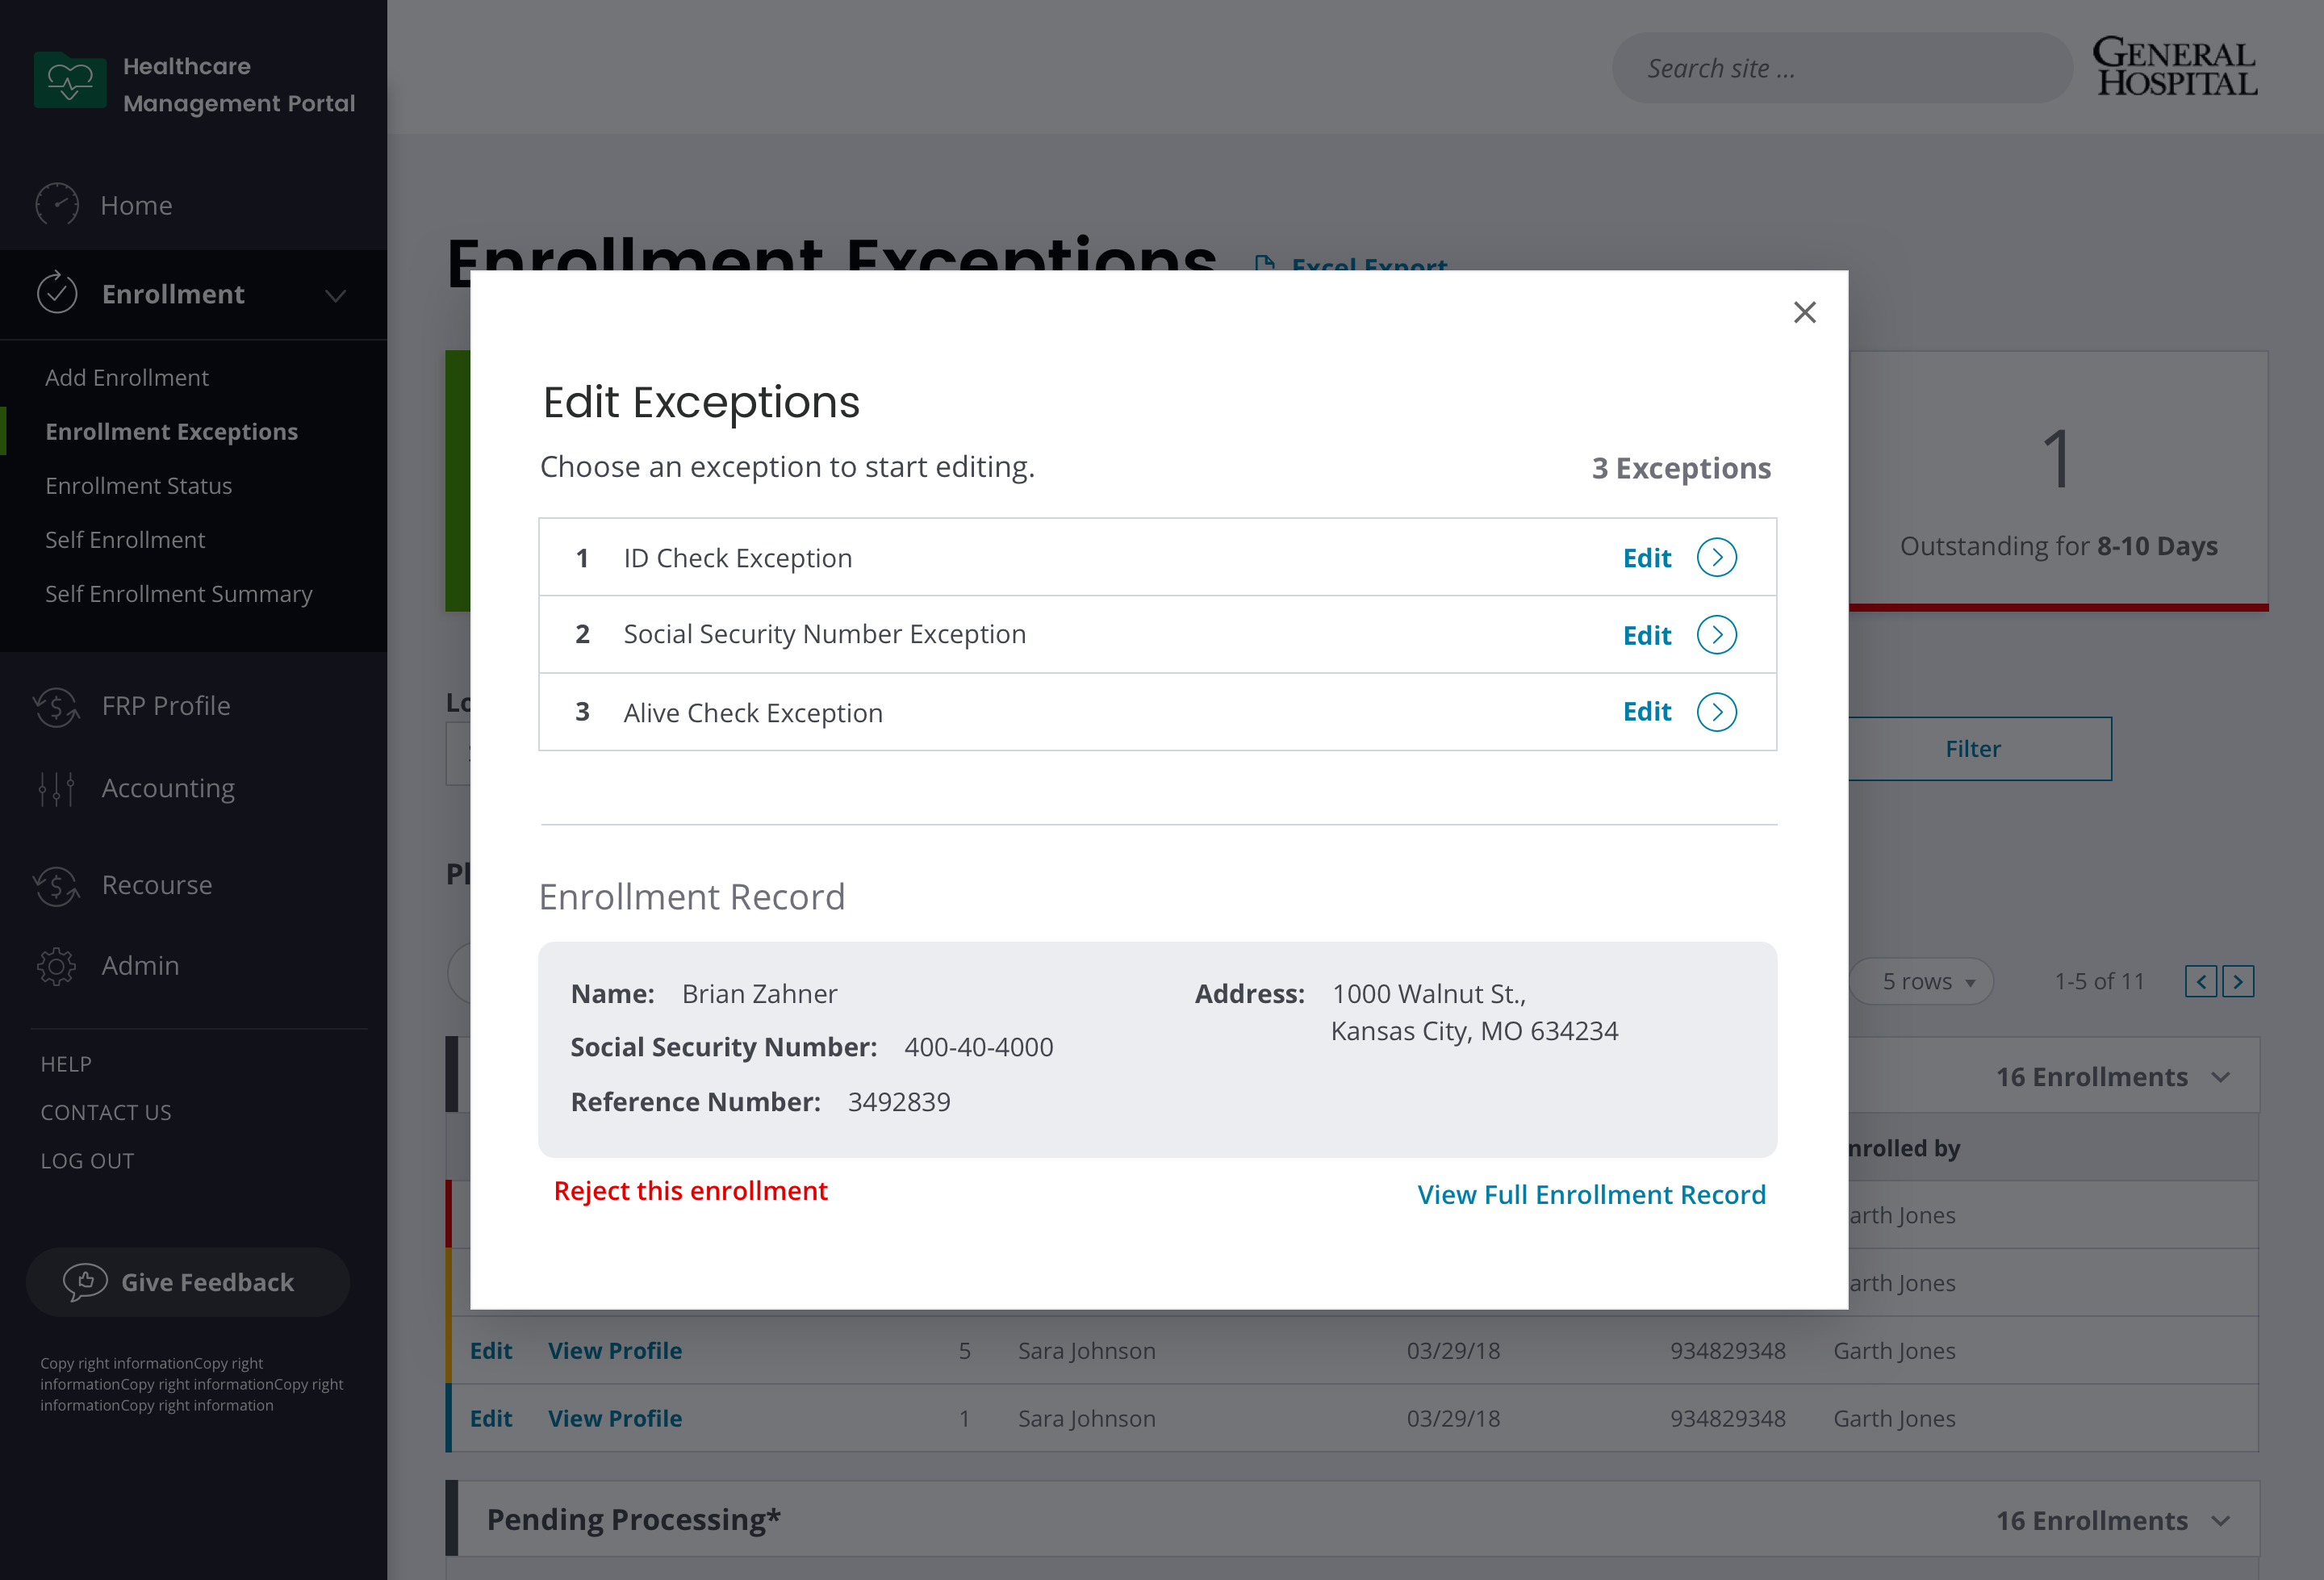 Healthcare
Management Portal
Search site ...
GENERAL
HOSPITAL
Home
Enrollment
Add Enrollment
Enrollment Exceptions
Enrollment Status
Self Enrollment
Self Enrollment Summary
FRP Profile
Accounting
Recourse
Admin
HELP
CONTACT US
LOG OUT
Give Feedback
Copy right informationCopy right
informationCopy right informationCopy right
informationCopy right information
Enrollment Exceptions
Excel Export
Edit Exceptions
Choose an exception to start editing.
3 Exceptions
1 ID Check Exception Edit
2 Social Security Number Exception Edit
3 Alive Check Exception Edit
Enrollment Record
Name: Brian Zahner
Social Security Number: 400-40-4000
Reference Number: 3492839
Address: 1000 Walnut St.,
Kansas City, MO 634234
Reject this enrollment
View Full Enrollment Record
1
Outstanding for 8-10 Days
Filter
5 rows
1-5 of 11
16 Enrollments
nrolled by
arth Jones
arth Jones
Edit View Profile 5 Sara Johnson 03/29/18 934829348 Garth Jones
Edit View Profile 1 Sara Johnson 03/29/18 934829348 Garth Jones
Pending Processing*
16 Enrollments